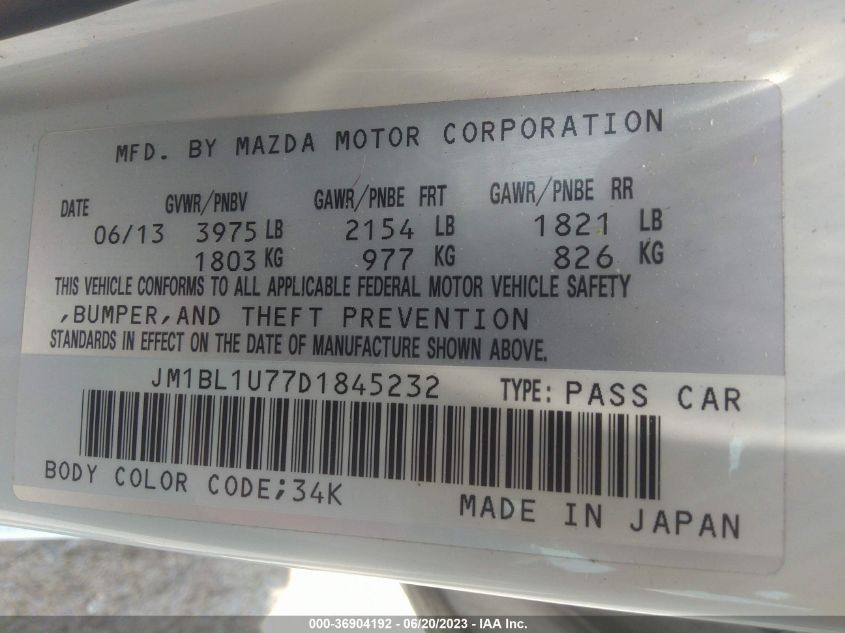 MFD. BY MAZDA MOTOR CORPORATION
DATE GVWR/PNBV GAWR/PNBE FRT GAWR/PNBE RR
06/13 3975 LB 2154 LB 1821 LB
1803 KG 977 KG 826 KG
THIS VEHICLE CONFORMS TO ALL APPLICABLE FEDERAL MOTOR VEHICLE SAFETY
,BUMPER,AND THEFT PREVENTION
STANDARDS IN EFFECT ON THE DATE OF MANUFACTURE SHOWN ABOVE.
JM1BL1U77D1845232 TYPE: PASS CAR
BODY COLOR CODE;34K
MADE IN JAPAN
000-36904192 - 06/20/2023 - IAA Inc.